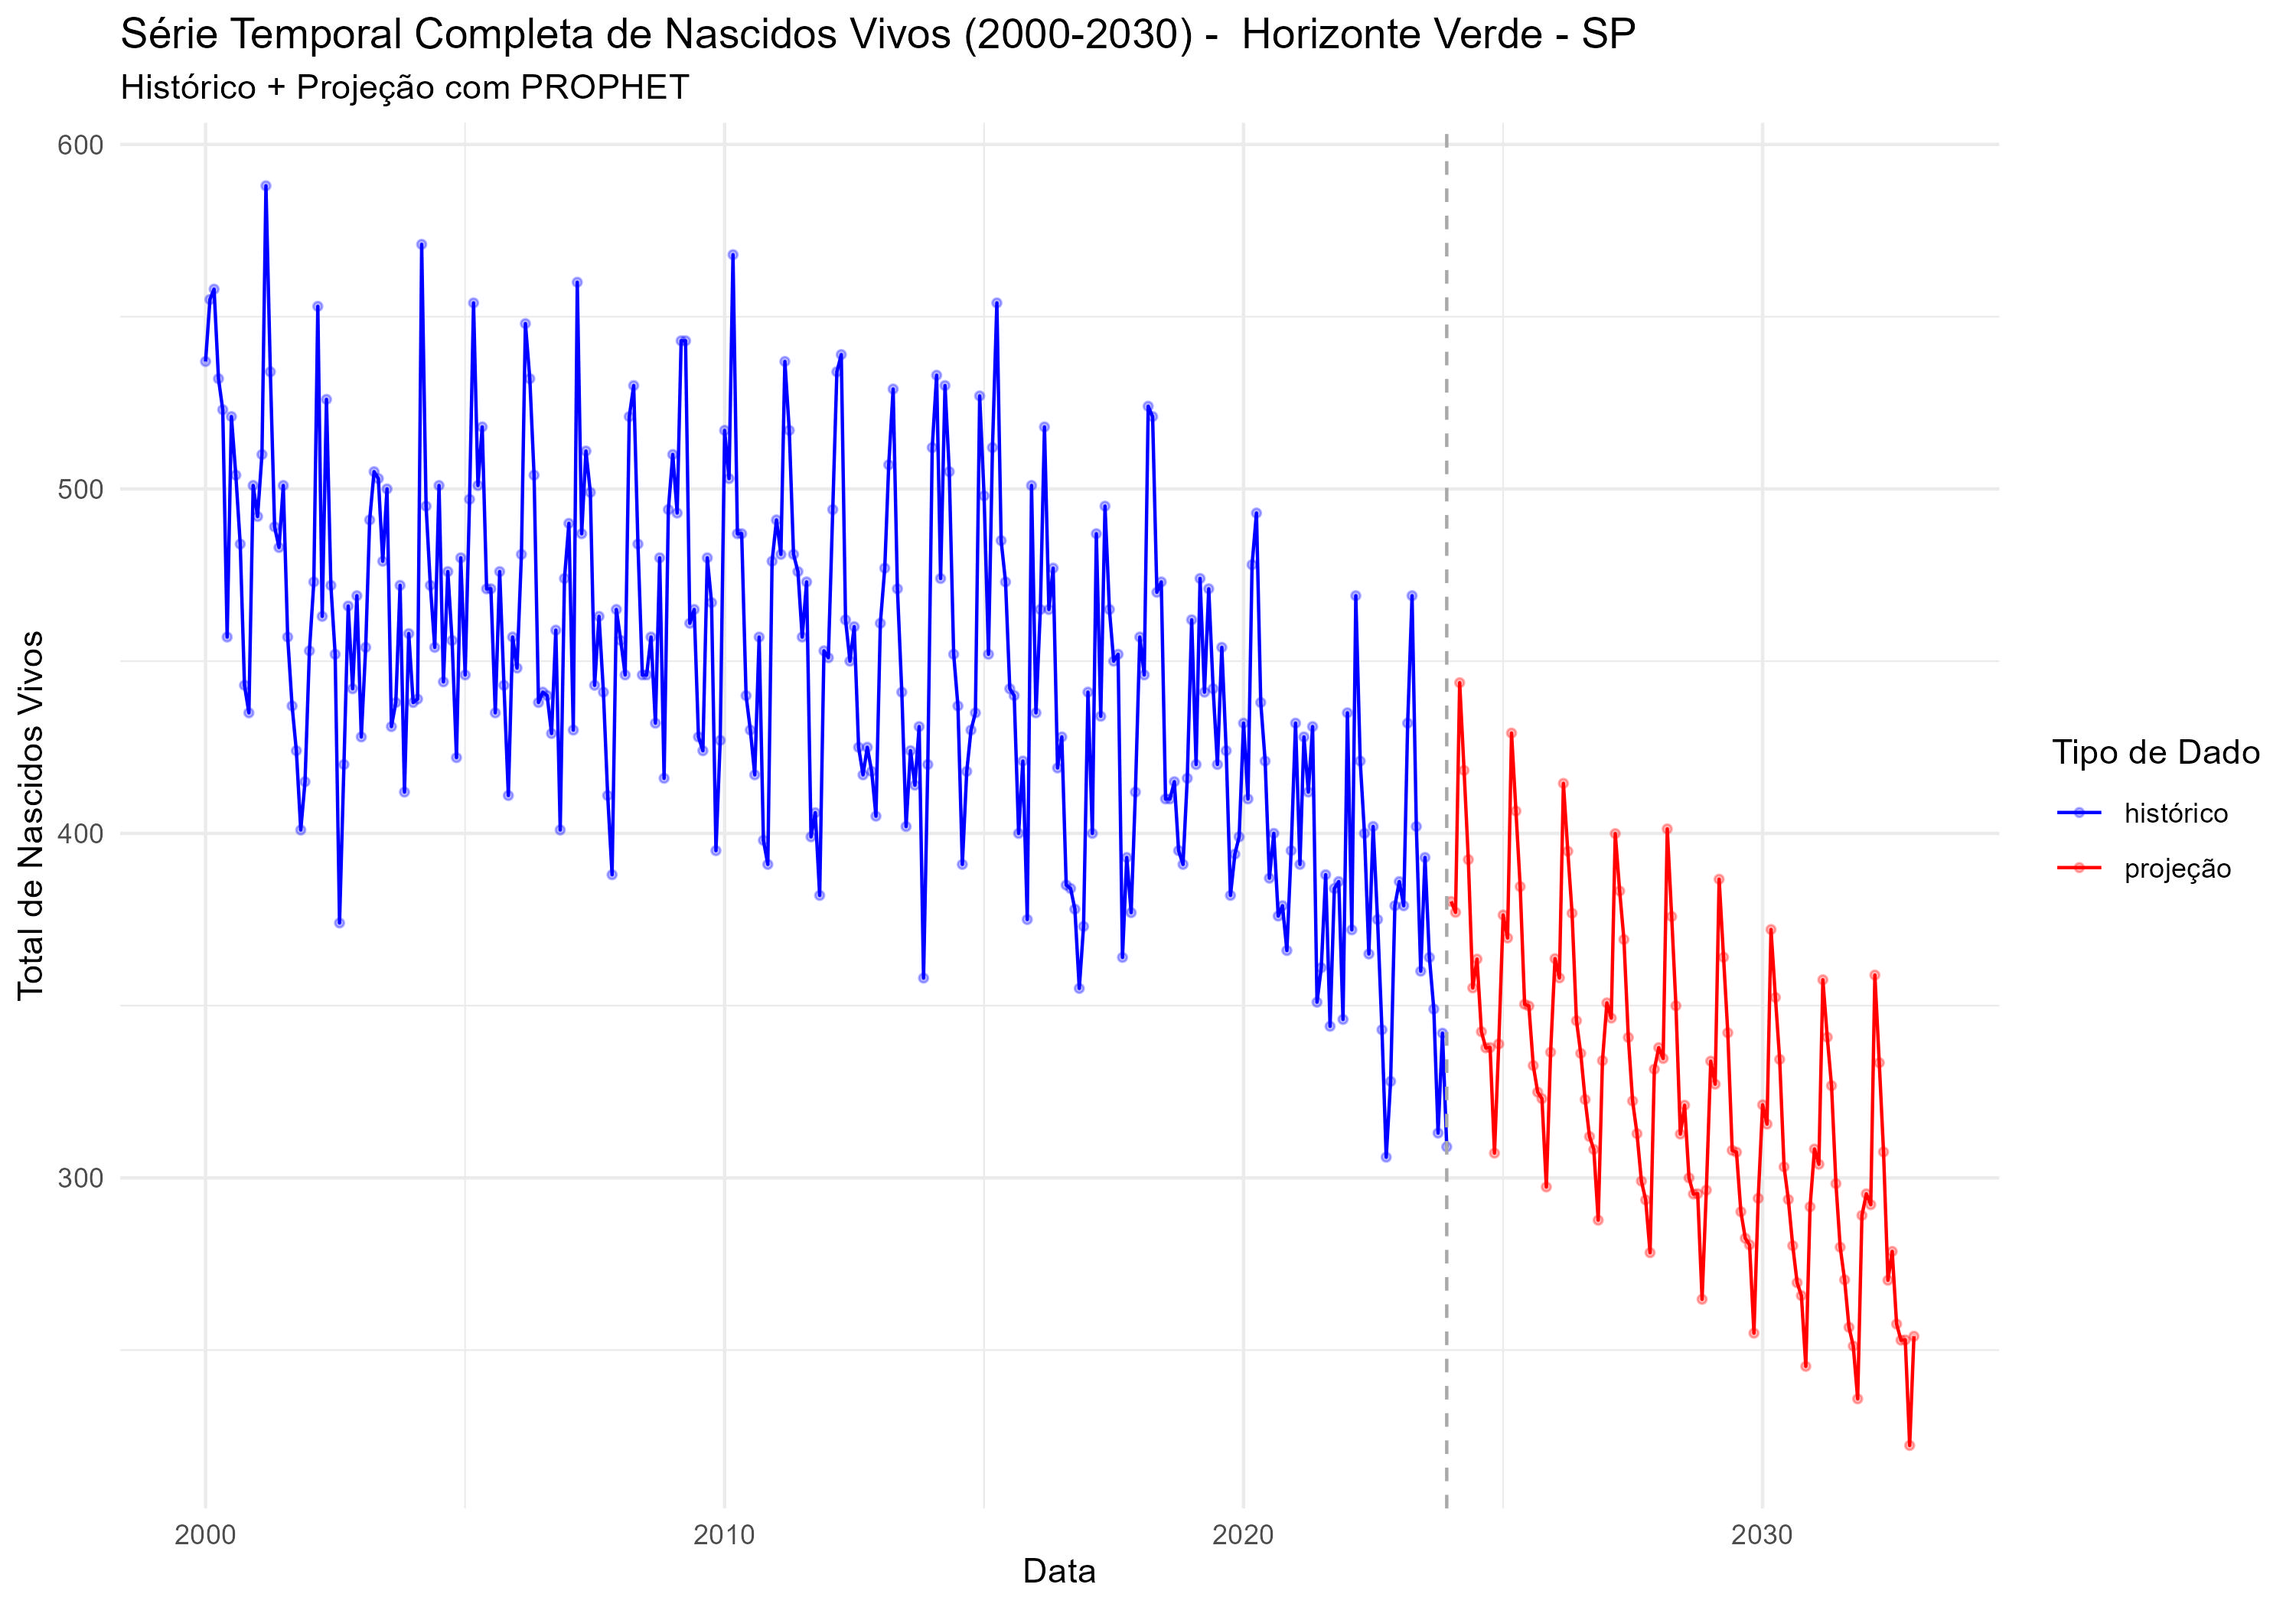 Série Temporal Completa de Nascidos Vivos (2000-2030) -  Horizonte Verde - SP
Histórico + Projeção com PROPHET
600
500
400
300
Total de Nascidos Vivos
2000
2010
2020
2030
Data
Tipo de Dado
histórico
projeção